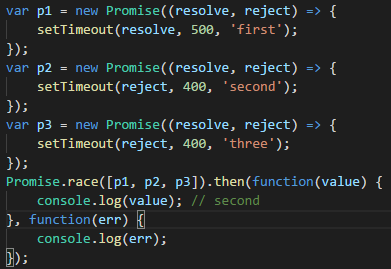 var p1 = new Promise((resolve, reject) => {
    setTimeout(resolve, 500, 'first');
});
var p2 = new Promise((resolve, reject) => {
    setTimeout(reject, 400, 'second');
});
var p3 = new Promise((resolve, reject) => {
    setTimeout(reject, 400, 'three');
});
Promise.race([p1, p2, p3]).then(function(value) {
    console.log(value); // second
}, function(err) {
    console.log(err);
});